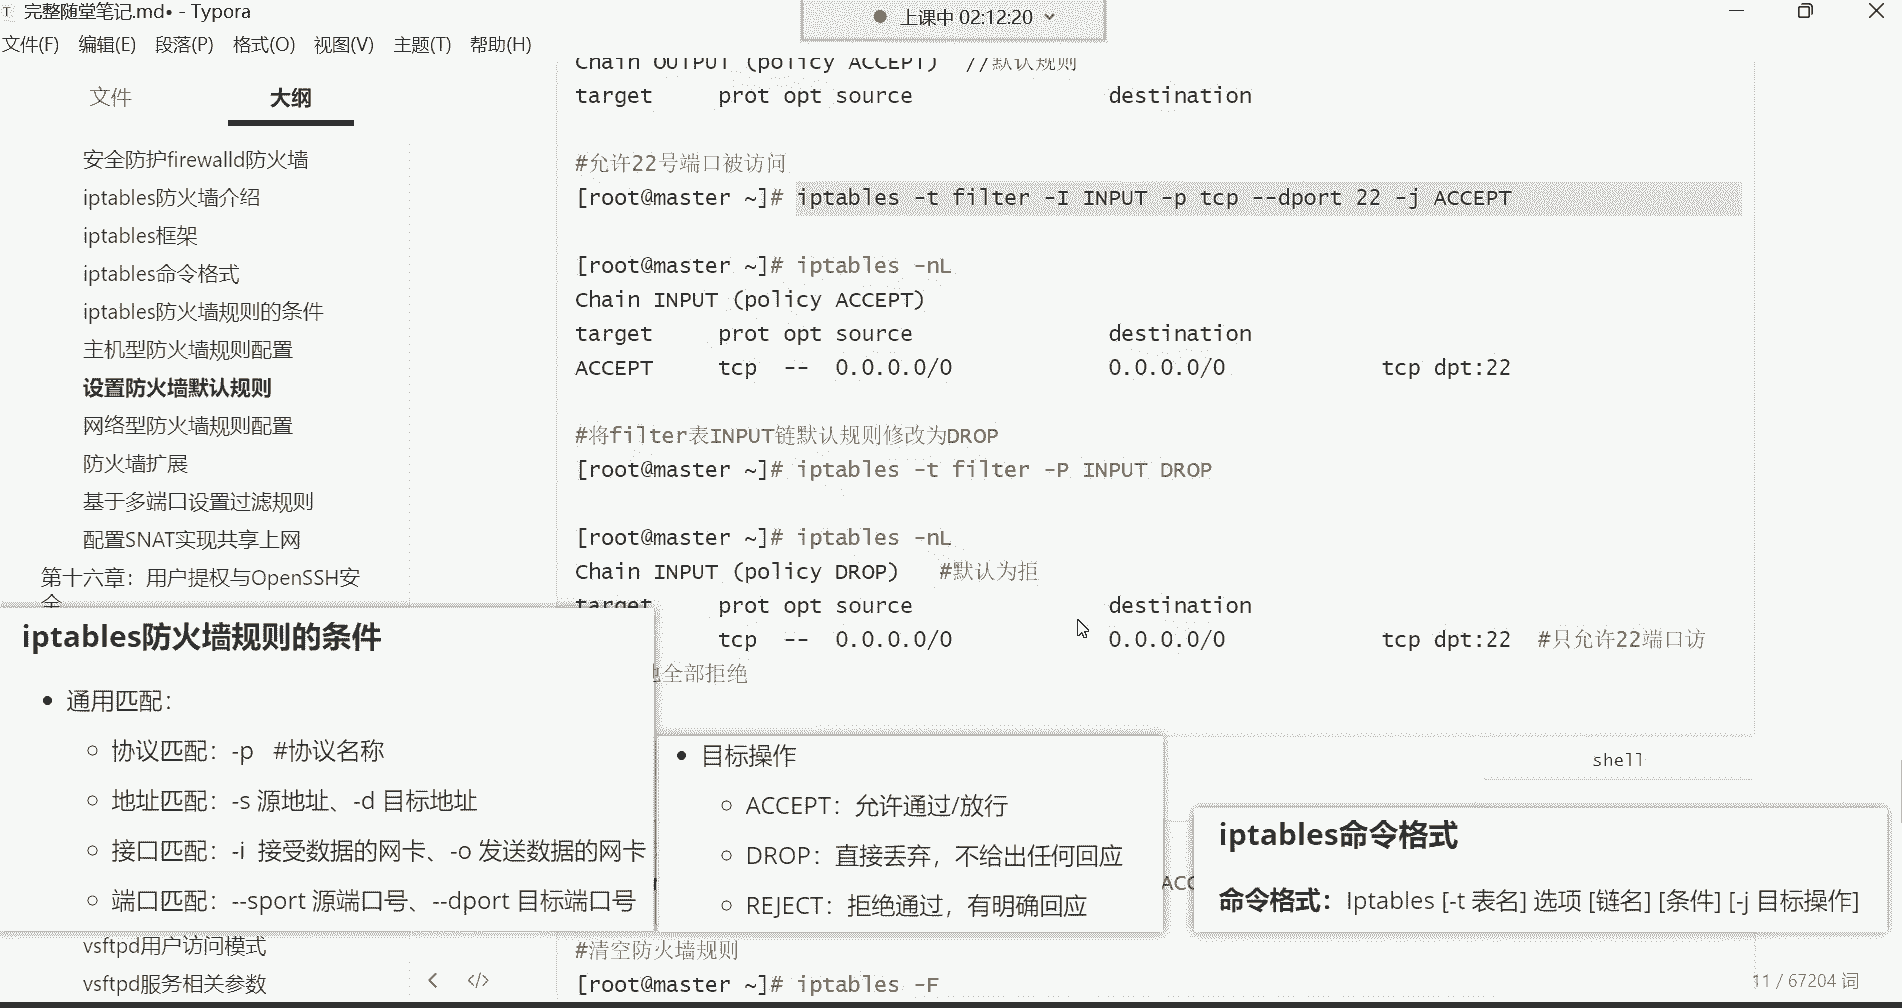 完整随堂笔记.md• - Typora
上课中 02:12:20
文件(F) 编辑(E) 段落(P) 格式(O) 视图(V) 主题(T) 帮助(H)
文件 大纲
安全防护firewalld防火墙
iptables防火墙介绍
iptables框架
iptables命令格式
iptables防火墙规则的条件
主机型防火墙规则配置
设置防火墙默认规则
网络型防火墙规则配置
防火墙扩展
基于多端口设置过滤规则
配置SNAT实现共享上网
第十六章：用户提权与OpenSSH安
全
vsftpd用户访问模式
vsftpd服务相关参数
Chain OUTPUT (policy ACCEPT) //默认规则
target prot opt source destination
#允许22号端口被访问
[root@master ~]# iptables -t filter -I INPUT -p tcp --dport 22 -j ACCEPT
[root@master ~]# iptables -nL
Chain INPUT (policy ACCEPT)
target prot opt source destination
ACCEPT tcp -- 0.0.0.0/0 0.0.0.0/0 tcp dpt:22
#将filter表INPUT链默认规则修改为DROP
[root@master ~]# iptables -t filter -P INPUT DROP
[root@master ~]# iptables -nL
Chain INPUT (policy DROP) #默认为拒
target prot opt source destination
tcp -- 0.0.0.0/0 0.0.0.0/0 tcp dpt:22 #只允许22端口访
全部拒绝
shell
#清空防火墙规则
[root@master ~]# iptables -F
11 / 67204 词
iptables防火墙规则的条件
• 通用匹配：
○ 协议匹配：-p #协议名称
○ 地址匹配：-s 源地址、-d 目标地址
○ 接口匹配：-i 接受数据的网卡、-o 发送数据的网卡
○ 端口匹配：--sport 源端口号、--dport 目标端口号
• 目标操作
○ ACCEPT：允许通过/放行
○ DROP：直接丢弃，不给出任何回应
○ REJECT：拒绝通过，有明确回应
iptables命令格式
命令格式：Iptables [-t 表名] 选项 [链名] [条件] [-j 目标操作]